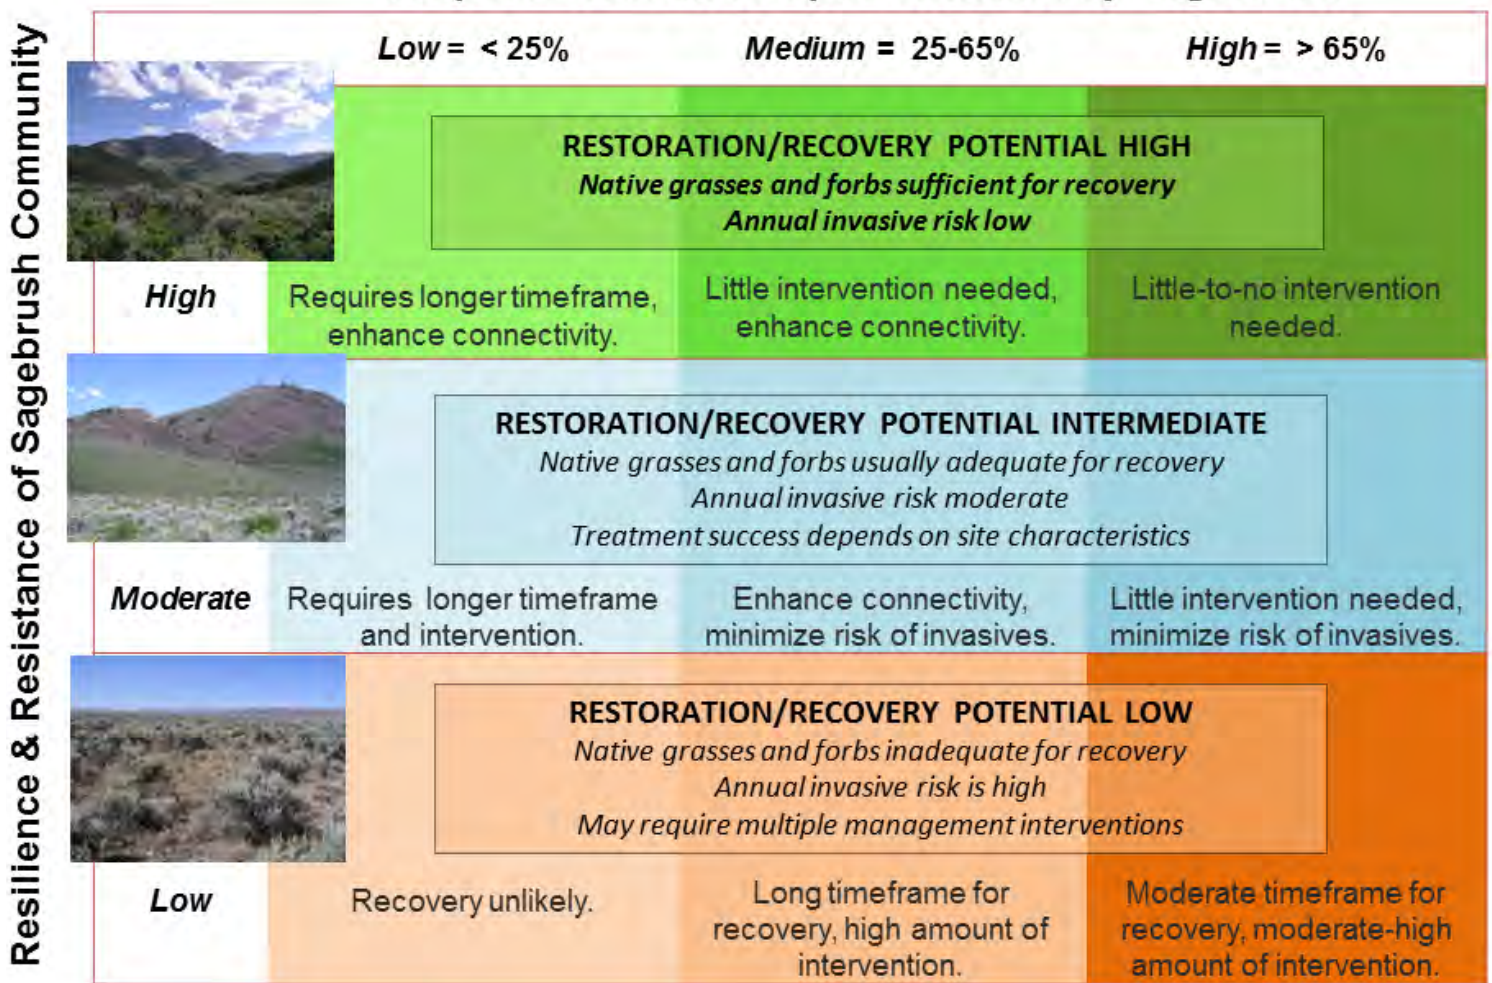 Resilience & Resistance of Sagebrush Community
Low = < 25%
Medium = 25-65%
High = > 65%
RESTORATION/RECOVERY POTENTIAL HIGH
Native grasses and forbs sufficient for recovery
Annual invasive risk low
High
Requires longer timeframe,
enhance connectivity.
Little intervention needed,
enhance connectivity.
Little-to-no intervention
needed.
RESTORATION/RECOVERY POTENTIAL INTERMEDIATE
Native grasses and forbs usually adequate for recovery
Annual invasive risk moderate
Treatment success depends on site characteristics
Moderate
Requires longer timeframe
and intervention.
Enhance connectivity,
minimize risk of invasives.
Little intervention needed,
minimize risk of invasives.
RESTORATION/RECOVERY POTENTIAL LOW
Native grasses and forbs inadequate for recovery
Annual invasive risk is high
May require multiple management interventions
Low
Recovery unlikely.
Long timeframe for
recovery, high amount of
intervention.
Moderate timeframe for
recovery, moderate-high
amount of intervention.